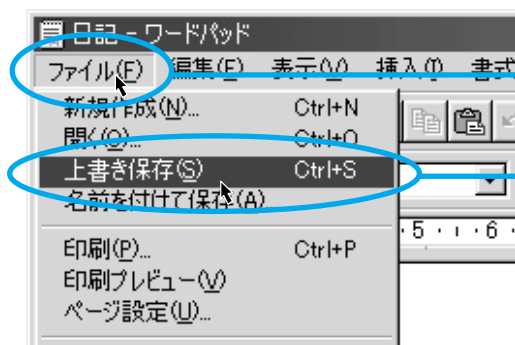 日記 - ワードパッド
ファイル(F) 編集(E) 表示(V) 挿入(I) 書式
新規作成(N)... Ctrl+N
開く(O)... Ctrl+O
上書き保存(S) Ctrl+S
名前を付けて保存(A)...
· 5 · ı · 6 ·
印刷(P)... Ctrl+P
印刷プレビュー(V)
ページ設定(U)...